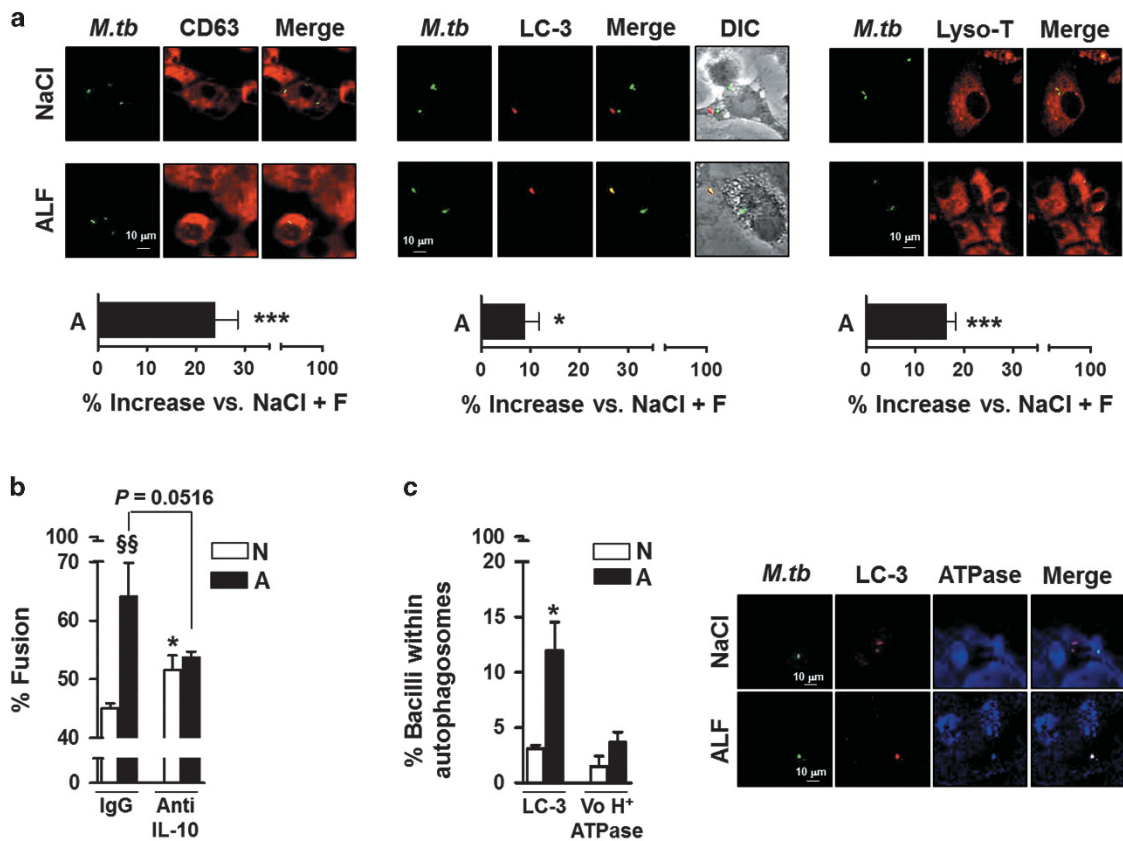 a
M.tb CD63 Merge
M.tb LC-3 Merge DIC
M.tb Lyso-T Merge
NaCl
ALF
10 µm
10 µm
10 µm
A
***
0 10 20 30 100
% Increase vs. NaCl + F
A
*
0 10 20 30 100
% Increase vs. NaCl + F
A
***
0 10 20 30 100
% Increase vs. NaCl + F
b
P = 0.0516
% Fusion
100
70
60
50
40
0
§§
*
N
A
IgG
Anti
IL-10
c
% Bacilli within
autophagosomes
100
20
15
10
5
0
*
N
A
LC-3
Vo H⁺
ATPase
M.tb LC-3 ATPase Merge
NaCl
10 µm
10 µm
ALF
10 µm
10 µm